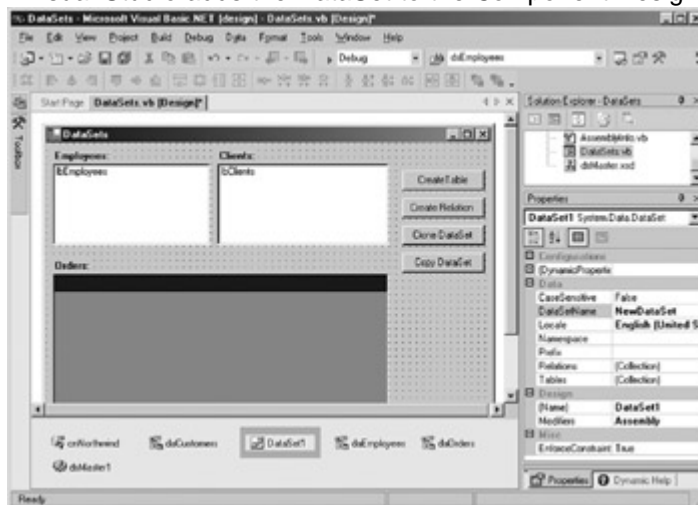 DataSets - Microsoft Visual Basic .NET [design] - DataSets.vb [Design]*
File Edit View Project Build Debug Data Format Tools Window Help
Debug
dsEmployees
Start Page DataSets.vb [Design]*
Toolbox
DataSets
Employees:
lbEmployees
Clients:
lbClients
Create Table
Create Relation
Clone DataSet
Copy DataSet
Orders:
cnNorthwind
daCustomers
DataSet1
daEmployees
daOrders
dsMaster1
Solution Explorer - DataSets
AssemblyInfo.vb
DataSets.vb
dsMaster.xsd
Properties
DataSet1 System.Data.DataSet
Configurations
(DynamicPropertie
Data
CaseSensitive False
DataSetName NewDataSet
Locale English (United S
Namespace
Prefix
Relations (Collection)
Tables (Collection)
Design
(Name) DataSet1
Modifiers Assembly
Misc
EnforceConstraint True
Properties Dynamic Help
Ready